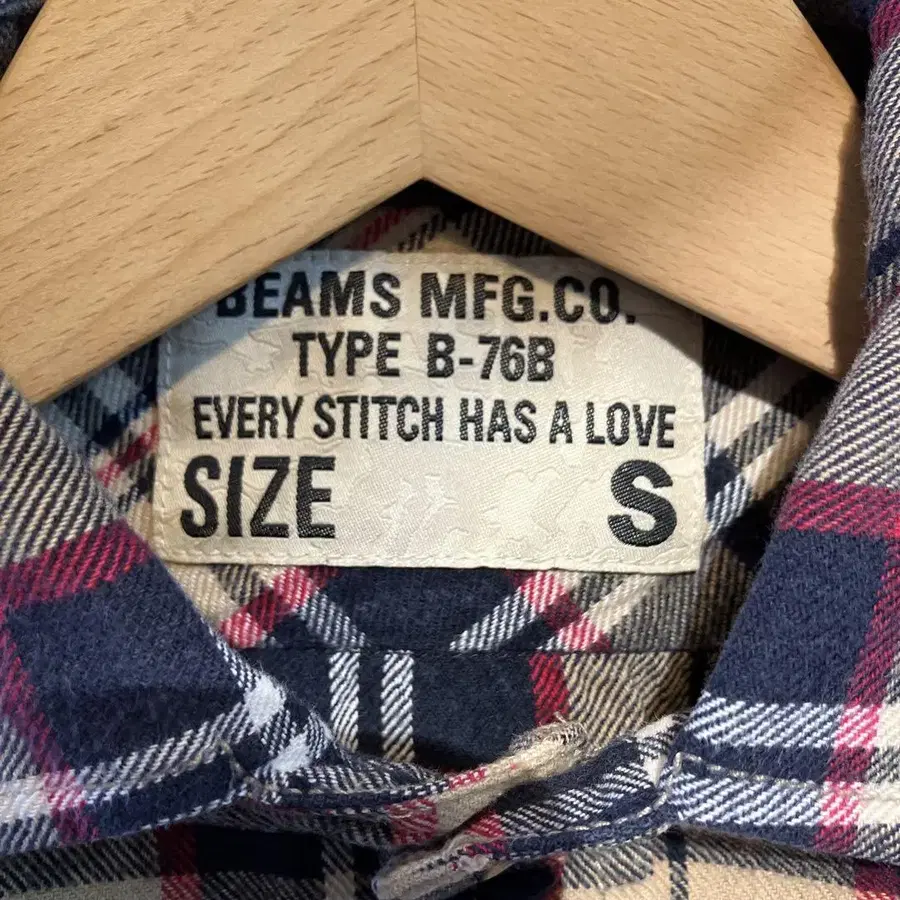 BEAMS MFG.CO.
TYPE B-76B
EVERY STITCH HAS A LOVE
SIZE S